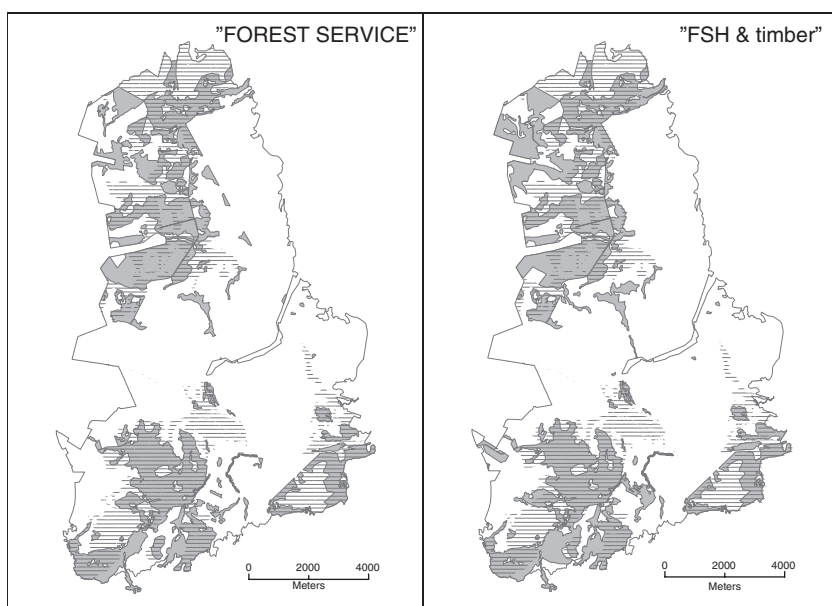 ”FOREST SERVICE”
”FSH & timber”
0 2000 4000
Meters
0 2000 4000
Meters